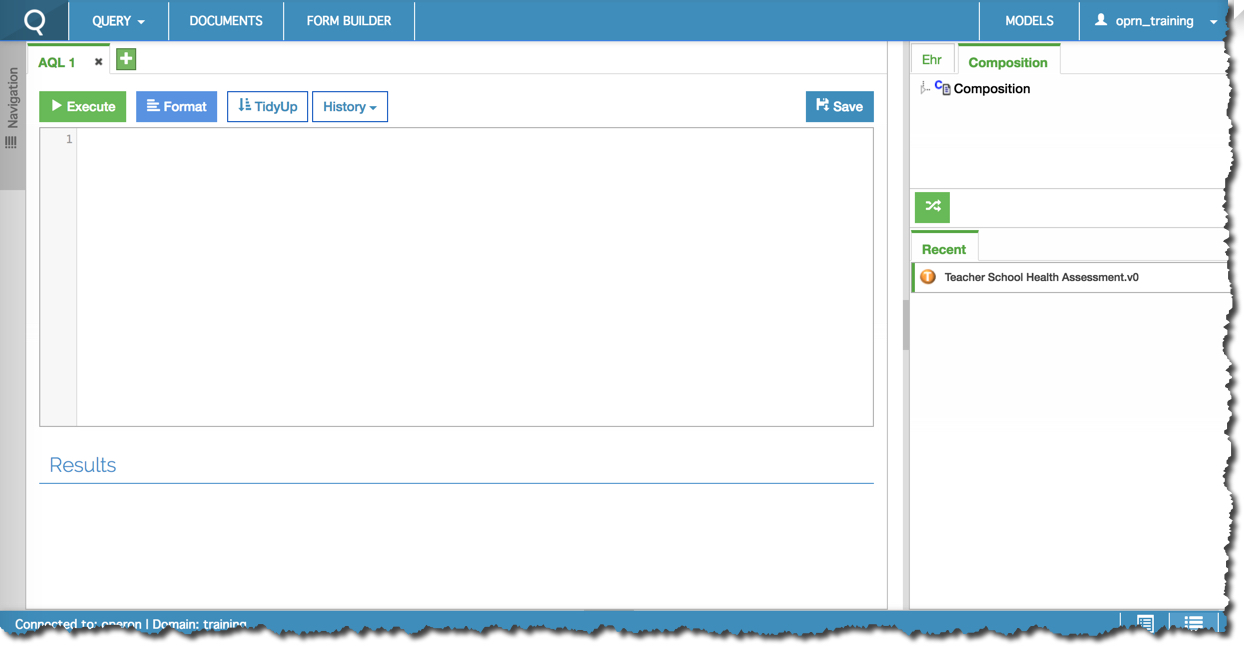 QUERY DOCUMENTS FORM BUILDER MODELS oprn_training
Navigation
AQL 1
Execute Format TidyUp History Save
1
Results
Ehr Composition
Composition
Recent
T Teacher School Health Assessment.v0
Connected to: operon | Domain: training